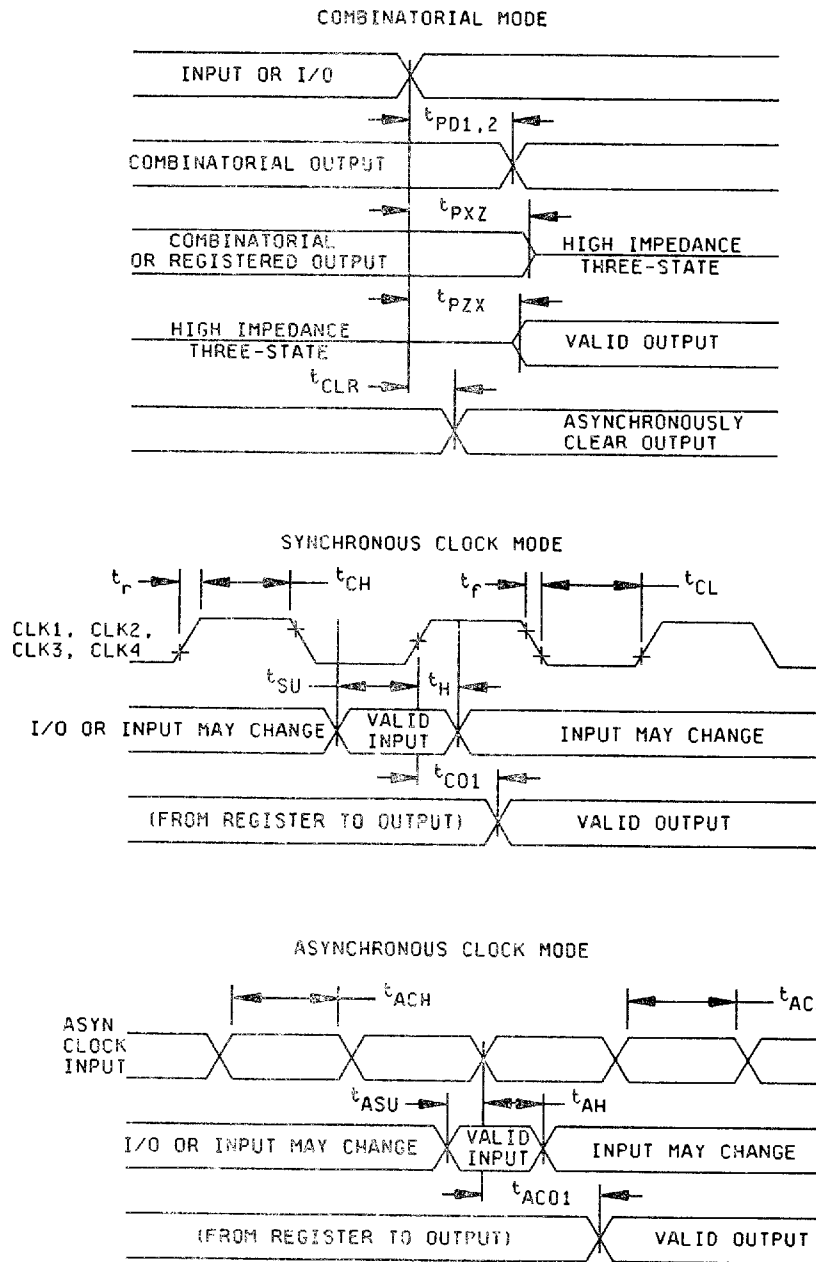 COMBINATORIAL MODE
INPUT OR I/O
tPD1,2
COMBINATORIAL OUTPUT
tPXZ
COMBINATORIAL
OR REGISTERED OUTPUT
HIGH IMPEDANCE
THREE-STATE
tPZX
HIGH IMPEDANCE
THREE-STATE
VALID OUTPUT
tCLR
ASYNCHRONOUSLY
CLEAR OUTPUT
SYNCHRONOUS CLOCK MODE
tr
tCH
tf
tCL
CLK1, CLK2,
CLK3, CLK4
tSU
tH
I/O OR INPUT MAY CHANGE
VALID
INPUT
INPUT MAY CHANGE
tCO1
(FROM REGISTER TO OUTPUT)
VALID OUTPUT
ASYNCHRONOUS CLOCK MODE
tACH
tAC
ASYN
CLOCK
INPUT
tASU
tAH
I/O OR INPUT MAY CHANGE
VALID
INPUT
INPUT MAY CHANGE
tACO1
(FROM REGISTER TO OUTPUT)
VALID OUTPUT